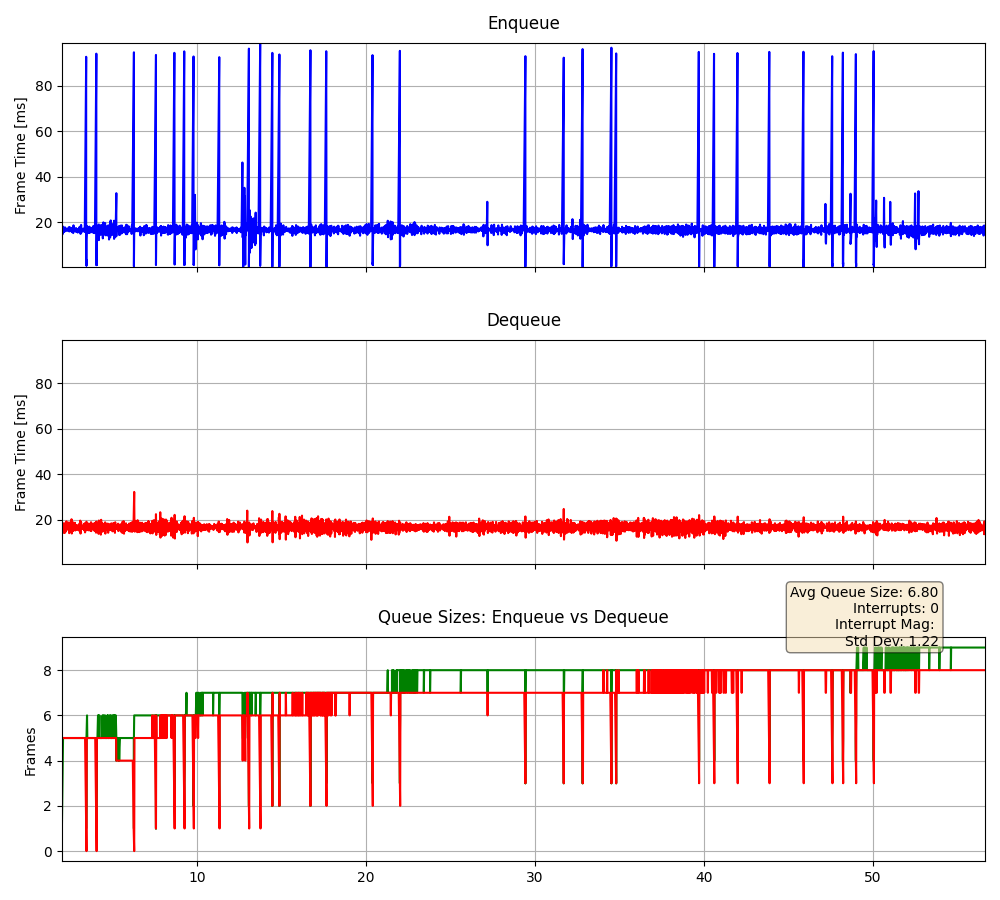 Enqueue
Frame Time [ms]
80
60
40
20
Dequeue
Frame Time [ms]
80
60
40
20
Avg Queue Size: 6.80
Interrupts: 0
Interrupt Mag:
Std Dev: 1.22
Queue Sizes: Enqueue vs Dequeue
Frames
8
6
4
2
0
10 20 30 40 50